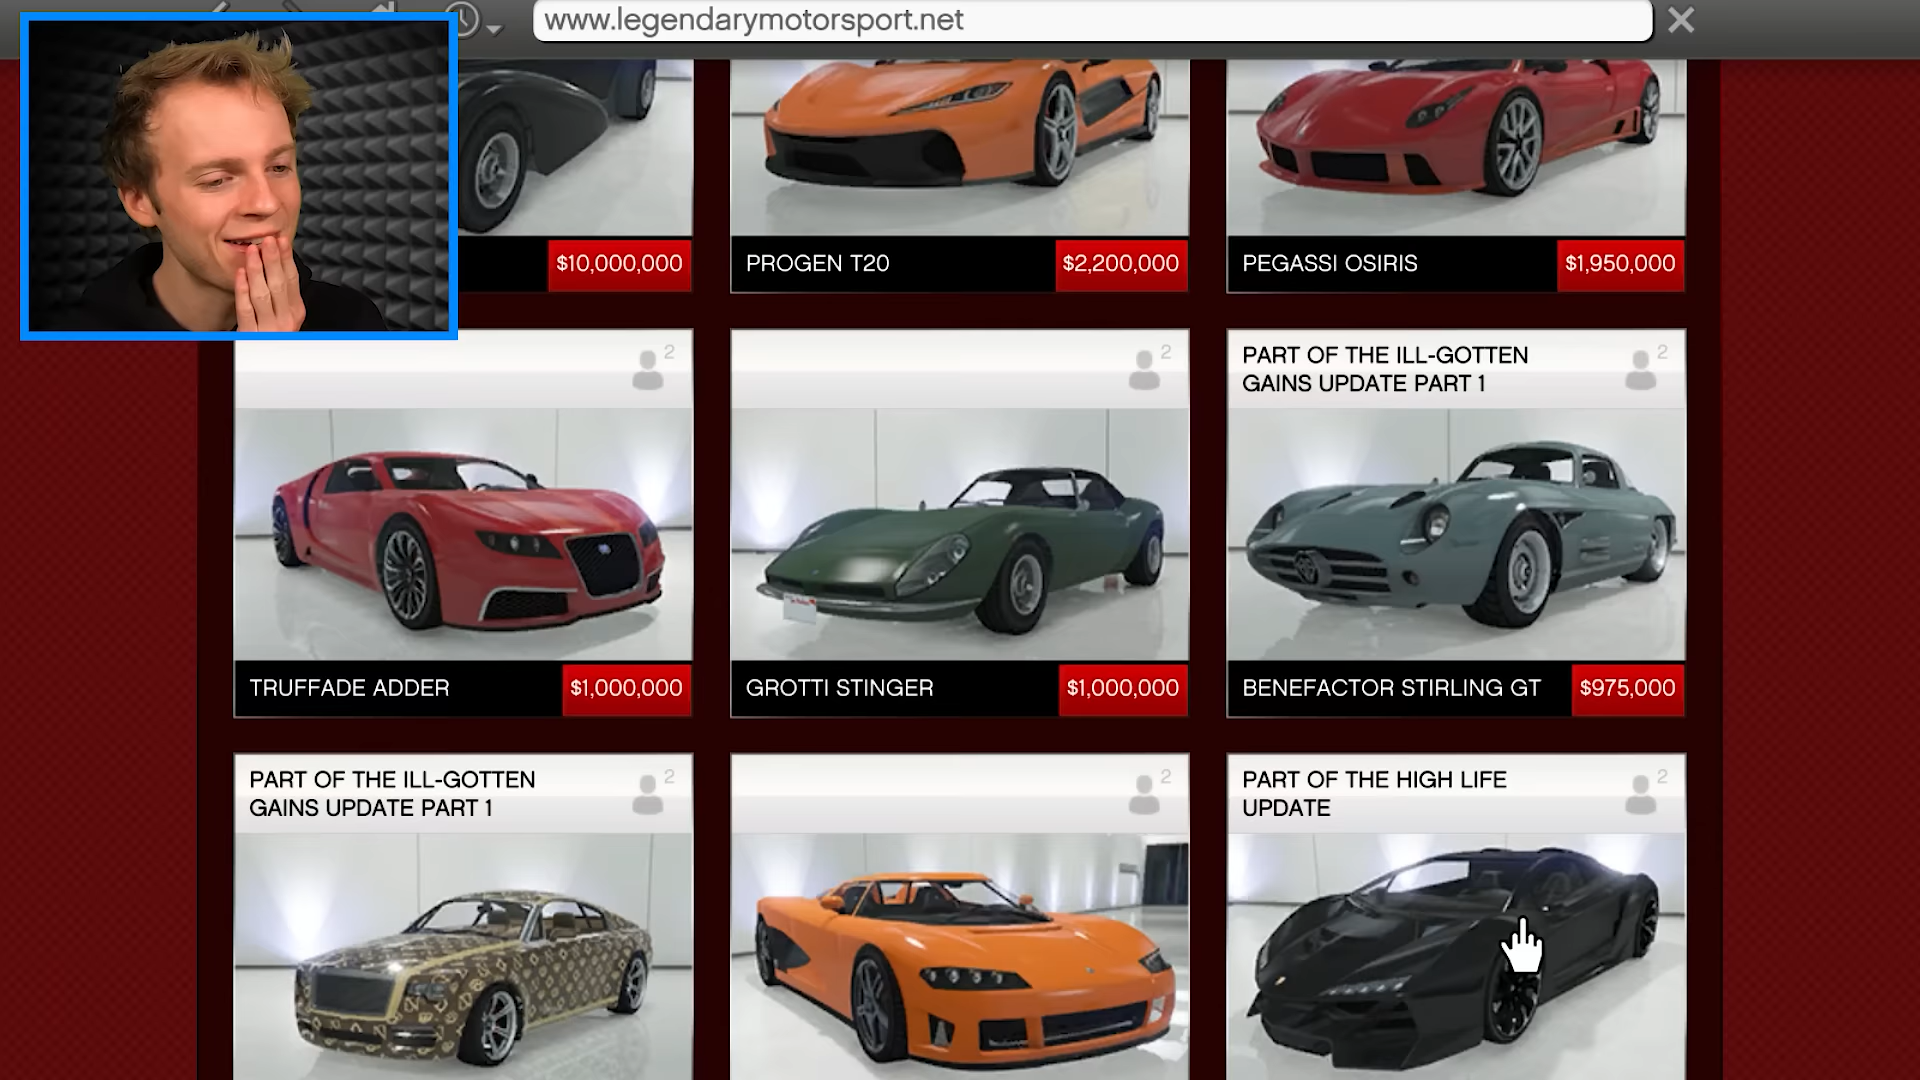 www.legendarymotorsport.net
$10,000,000
PROGEN T20
$2,200,000
PEGASSI OSIRIS
$1,950,000
2
2
PART OF THE ILL-GOTTEN
GAINS UPDATE PART 1
2
TRUFFADE ADDER
$1,000,000
GROTTI STINGER
$1,000,000
BENEFACTOR STIRLING GT
$975,000
PART OF THE ILL-GOTTEN
GAINS UPDATE PART 1
2
2
PART OF THE HIGH LIFE
UPDATE
2